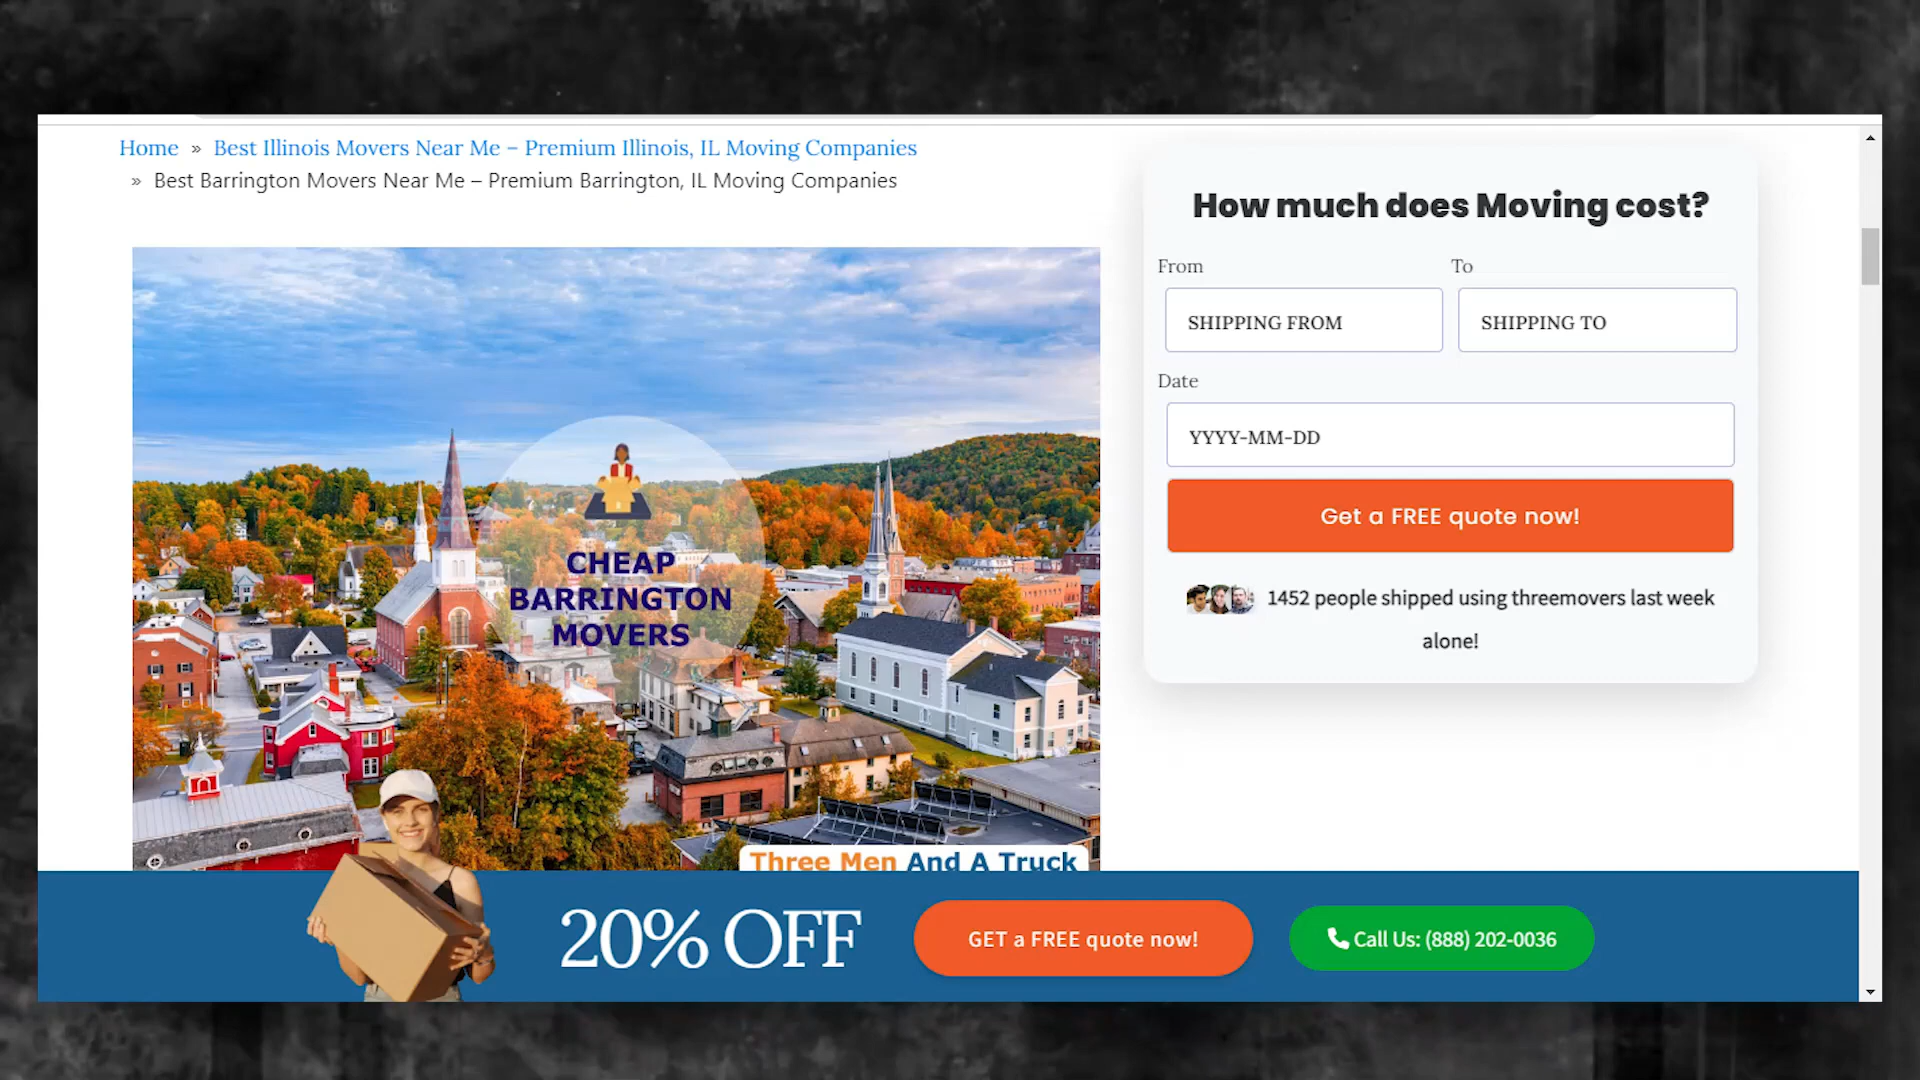 Home » Best Illinois Movers Near Me – Premium Illinois, IL Moving Companies
» Best Barrington Movers Near Me – Premium Barrington, IL Moving Companies
CHEAP
BARRINGTON
MOVERS
Three Men And A Truck
How much does Moving cost?
From To
SHIPPING FROM SHIPPING TO
Date
YYYY-MM-DD
Get a FREE quote now!
1452 people shipped using threemovers last week
alone!
20% OFF
GET a FREE quote now!
Call Us: (888) 202-0036